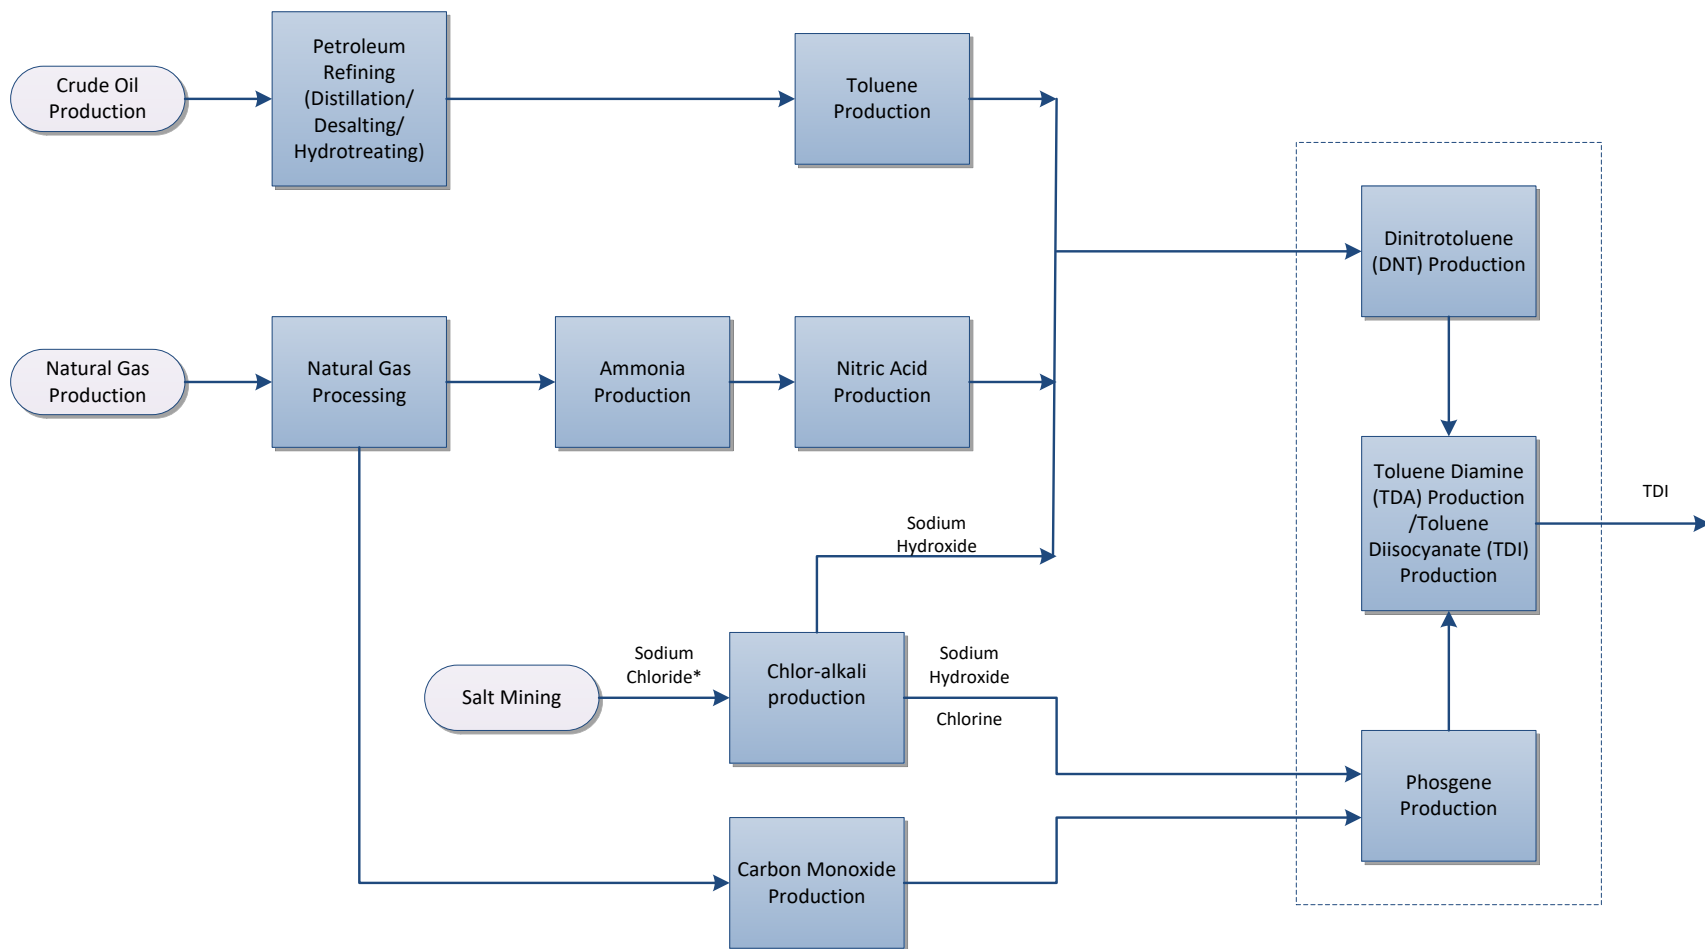 Crude Oil
Production
Petroleum
Refining
(Distillation/
Desalting/
Hydrotreating)
Toluene
Production
Dinitrotoluene
(DNT) Production
Natural Gas
Production
Natural Gas
Processing
Ammonia
Production
Nitric Acid
Production
Toluene Diamine
(TDA) Production
/Toluene
Diisocyanate (TDI)
Production
TDI
Sodium
Hydroxide
Salt Mining
Sodium
Chloride*
Chlor-alkali
production
Sodium
Hydroxide
Chlorine
Phosgene
Production
Carbon Monoxide
Production